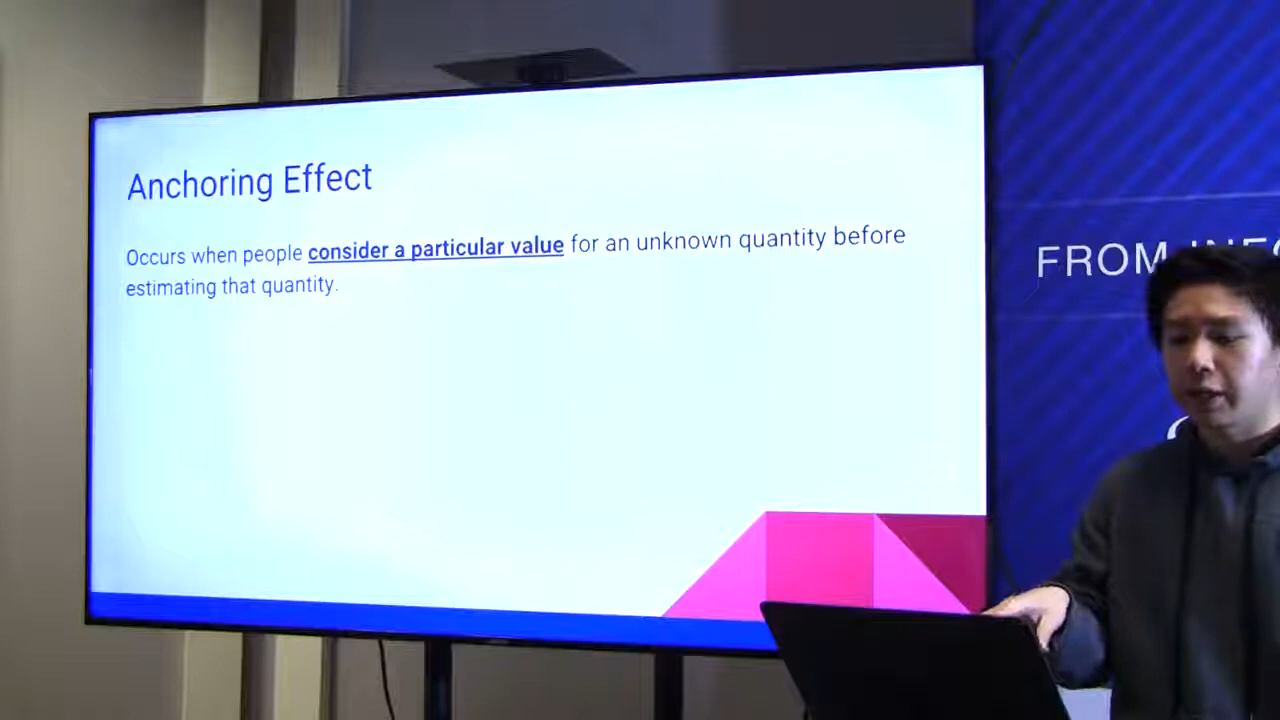 Anchoring Effect
Occurs when people consider a particular value for an unknown quantity before
estimating that quantity.
FROM